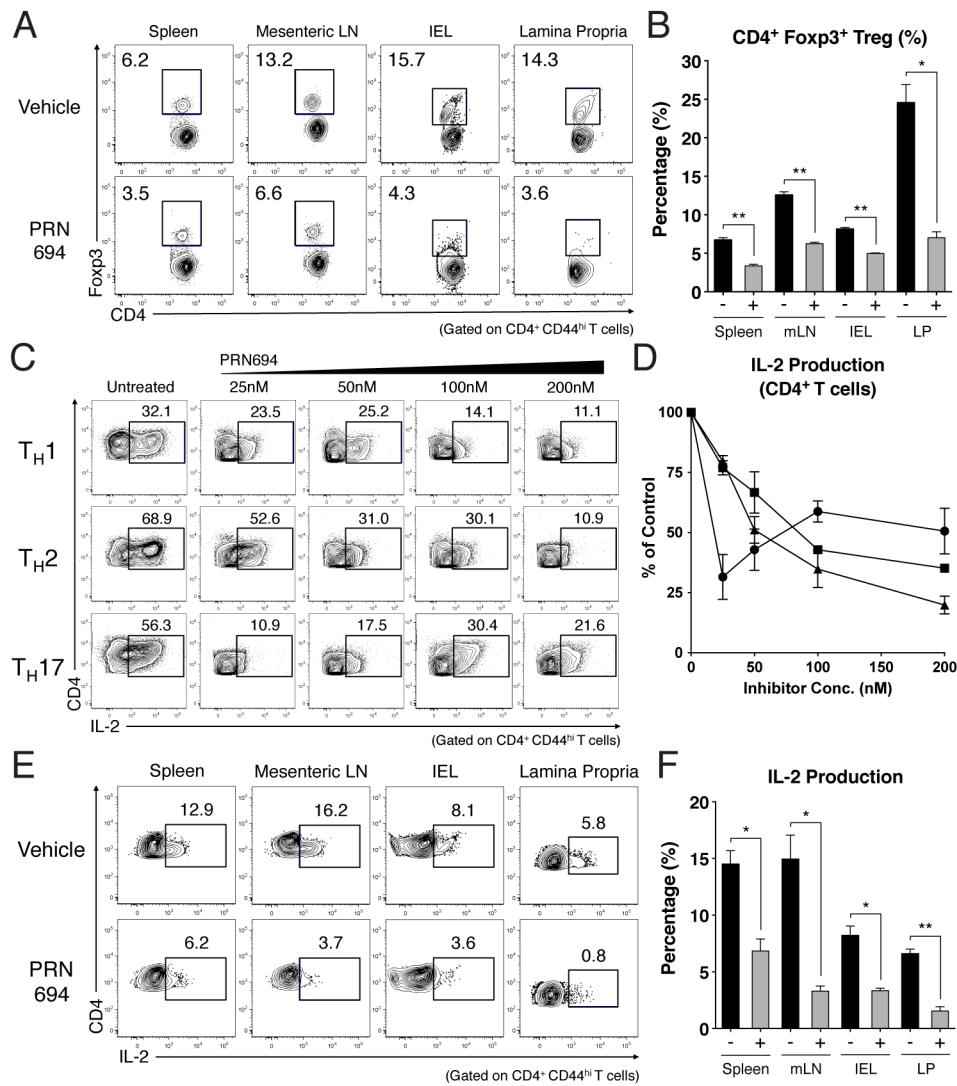 A
Spleen
Mesenteric LN
IEL
Lamina Propria
Vehicle
6.2
13.2
15.7
14.3
PRN
694
3.5
6.6
4.3
3.6
Foxp3
CD4
(Gated on CD4+ CD44hi T cells)
B
CD4+ Foxp3+ Treg (%)
Percentage (%)
30
25
20
15
10
5
0
** ** ** *
- + - + - + - +
Spleen mLN IEL LP
C
PRN694
Untreated 25nM 50nM 100nM 200nM
TH1
32.1 23.5 25.2 14.1 11.1
TH2
68.9 52.6 31.0 30.1 10.9
TH17
56.3 10.9 17.5 30.4 21.6
CD4
IL-2
(Gated on CD4+ CD44hi T cells)
D
IL-2 Production
(CD4+ T cells)
% of Control
100
75
50
25
0
0 50 100 150 200
Inhibitor Conc. (nM)
E
Spleen
Mesenteric LN
IEL
Lamina Propria
Vehicle
12.9
16.2
8.1
5.8
PRN
694
6.2
3.7
3.6
0.8
CD4
IL-2
(Gated on CD4+ CD44hi T cells)
F
IL-2 Production
Percentage (%)
20
15
10
5
0
* * * **
- + - + - + - +
Spleen mLN IEL LP